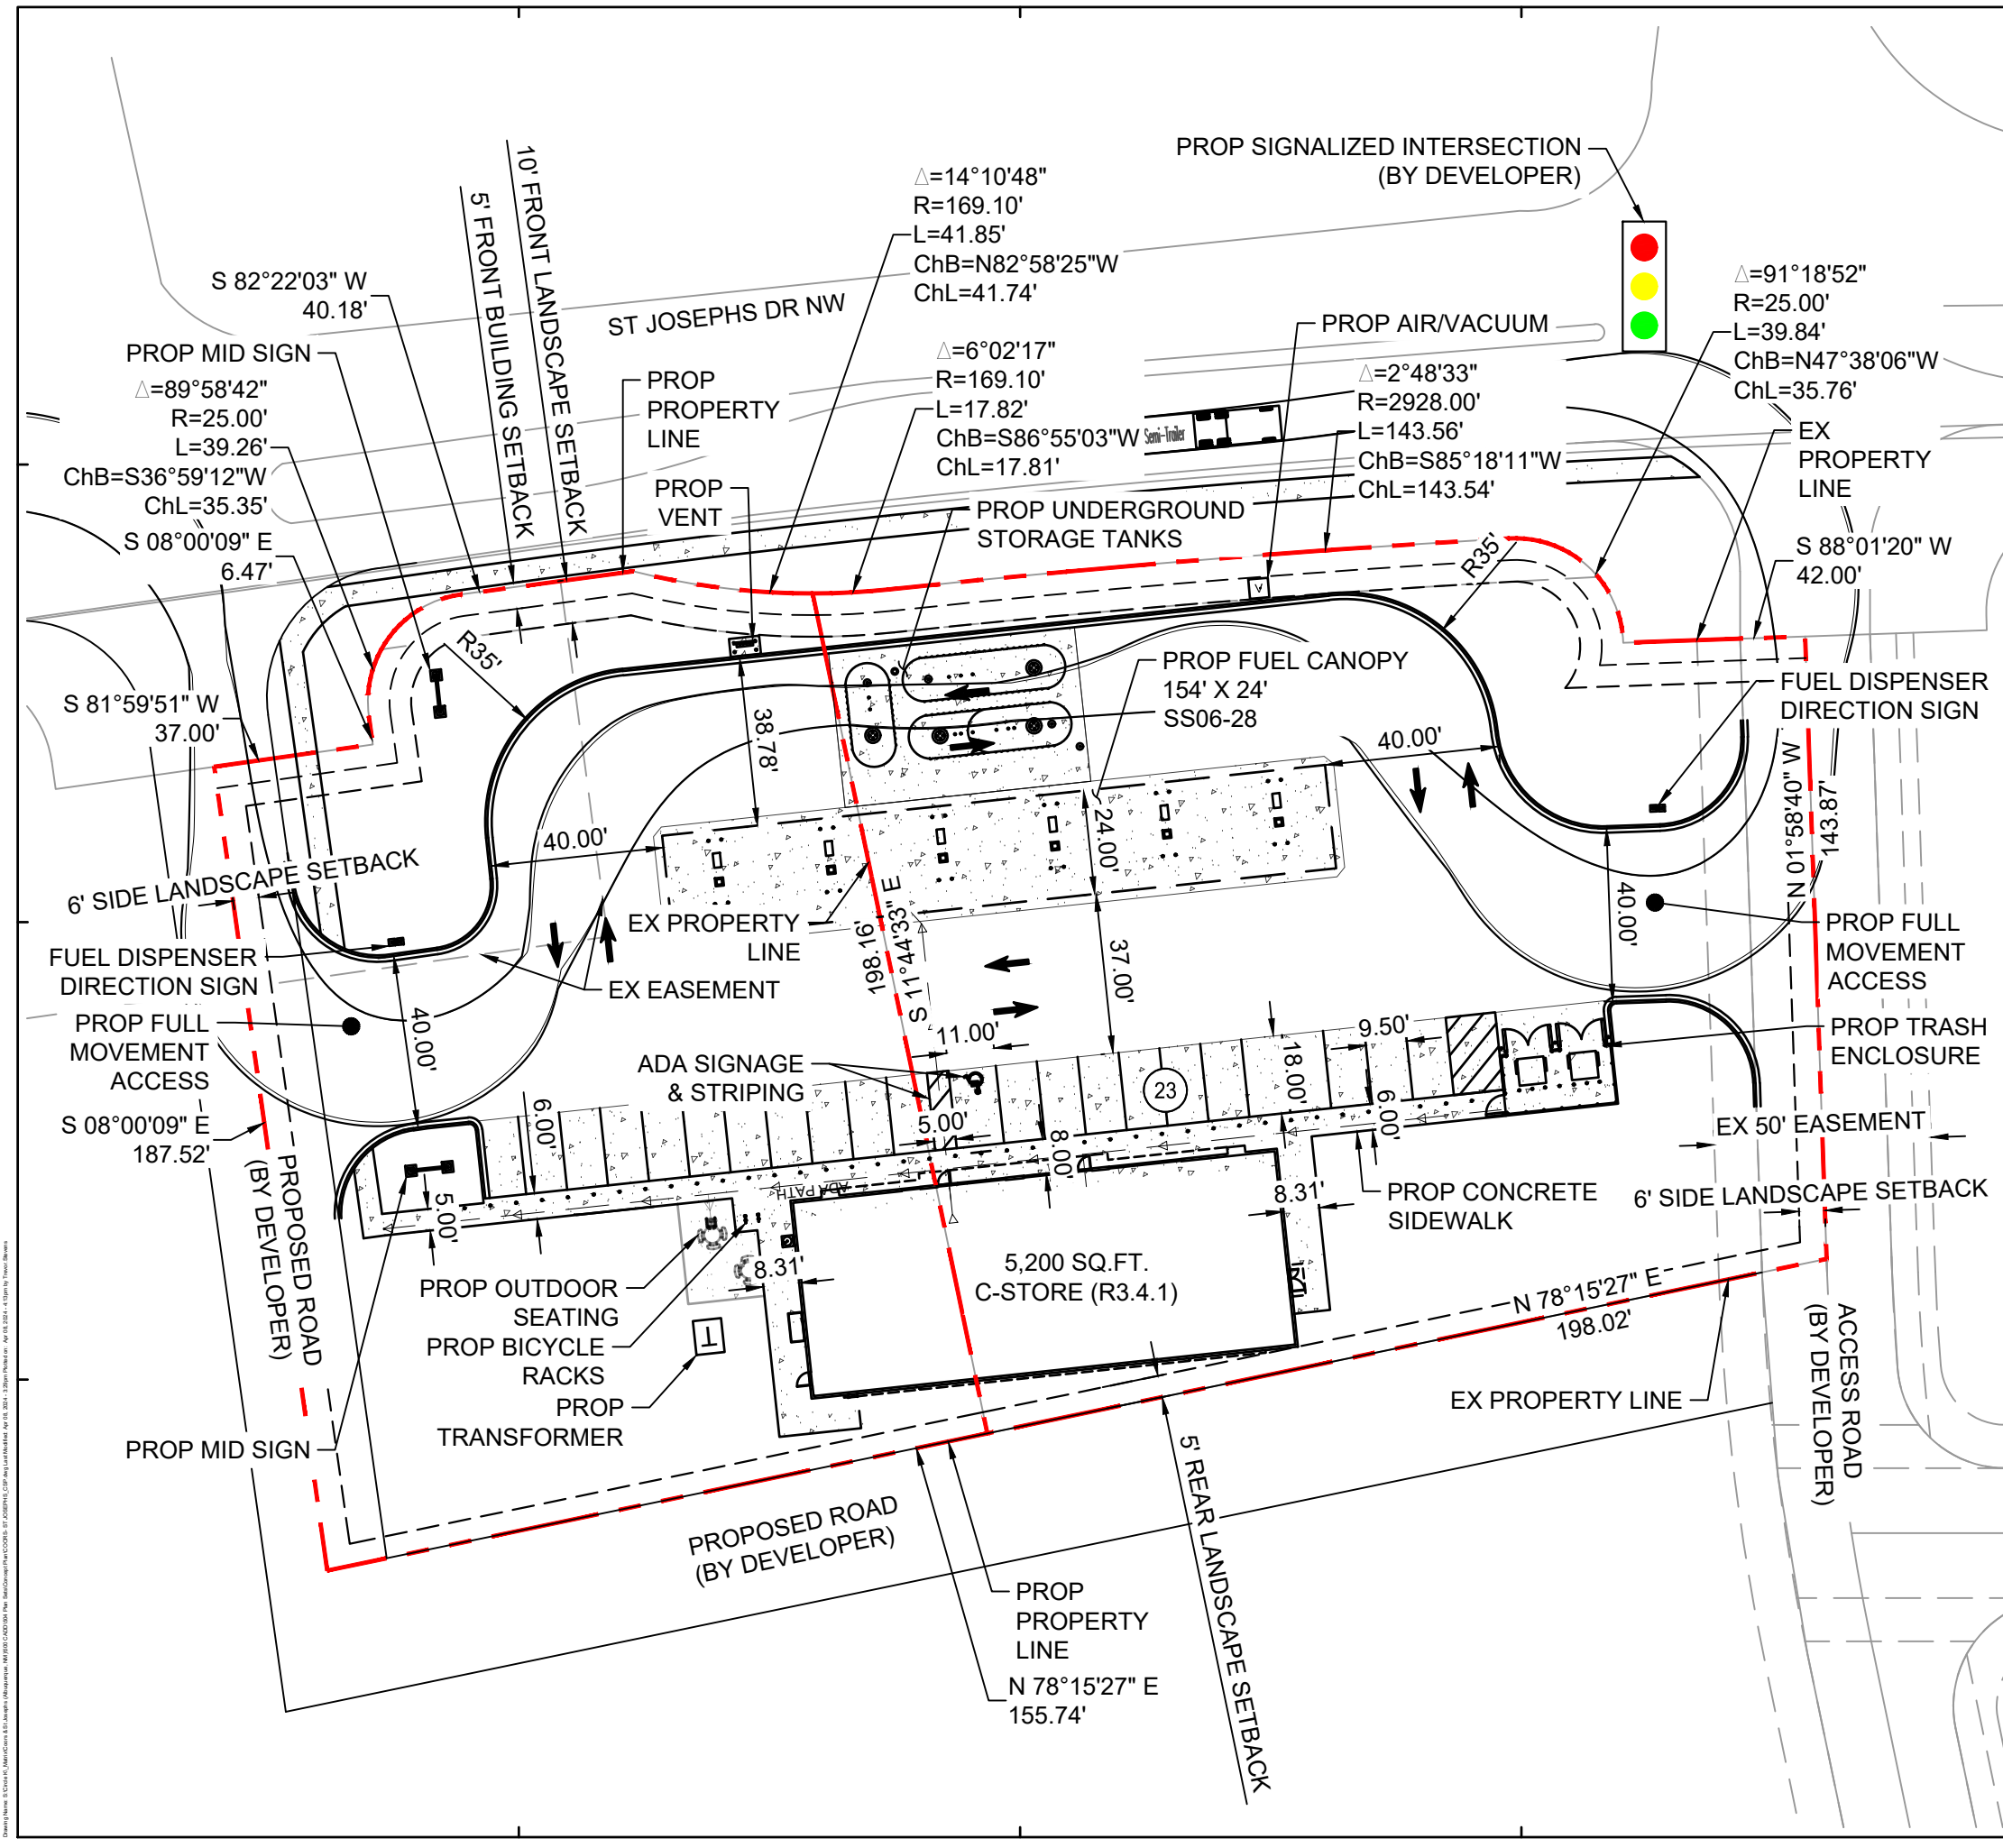 PROP SIGNALIZED INTERSECTION
(BY DEVELOPER)
10' FRONT LANDSCAPE SETBACK
5' FRONT BUILDING SETBACK
△=14°10'48"
R=169.10'
L=41.85'
ChB=N82°58'25"W
ChL=41.74'
S 82°22'03" W
40.18'
ST JOSEPHS DR NW
△=91°18'52"
R=25.00'
L=39.84'
ChB=N47°38'06"W
ChL=35.76'
PROP MID SIGN
△=89°58'42"
R=25.00'
L=39.26'
ChB=S36°59'12"W
ChL=35.35'
PROP
PROPERTY
LINE
△=6°02'17"
R=169.10'
L=17.82'
ChB=S86°55'03"W
ChL=17.81'
PROP AIR/VACUUM
△=2°48'33"
R=2928.00'
L=143.56'
ChB=S85°18'11"W
ChL=143.54'
Semi-Trailer
EX
PROPERTY
LINE
PROP
VENT
PROP UNDERGROUND
STORAGE TANKS
S 08°00'09" E
6.47'
S 88°01'20" W
42.00'
R35'
R35'
V
S 81°59'51" W
37.00'
38.78'
PROP FUEL CANOPY
154' X 24'
SS06-28
FUEL DISPENSER
DIRECTION SIGN
40.00'
N 01°58'40" W
143.87'
40.00'
24.00'
6' SIDE LANDSCAPE SETBACK
EX PROPERTY
LINE
S 11°44'33" E
198.16'
37.00'
40.00'
PROP FULL
MOVEMENT
ACCESS
FUEL DISPENSER
DIRECTION SIGN
EX EASEMENT
PROP FULL
MOVEMENT
ACCESS
40.00'
11.00'
9.50'
18.00'
PROP TRASH
ENCLOSURE
ADA SIGNAGE
& STRIPING
23
6.00'
6.00'
5.00'
8.00'
S 08°00'09" E
187.52'
EX 50' EASEMENT
PROPOSED ROAD
(BY DEVELOPER)
5.00'
ADA PATH
8.31'
PROP CONCRETE
SIDEWALK
6' SIDE LANDSCAPE SETBACK
8.31'
5,200 SQ.FT.
C-STORE (R3.4.1)
PROP OUTDOOR
SEATING
PROP BICYCLE
RACKS
T
PROP
TRANSFORMER
N 78°15'27" E
198.02'
ACCESS ROAD
(BY DEVELOPER)
EX PROPERTY LINE
PROP MID SIGN
PROPOSED ROAD
(BY DEVELOPER)
5' REAR LANDSCAPE SETBACK
PROP
PROPERTY
LINE
N 78°15'27" E
155.74'